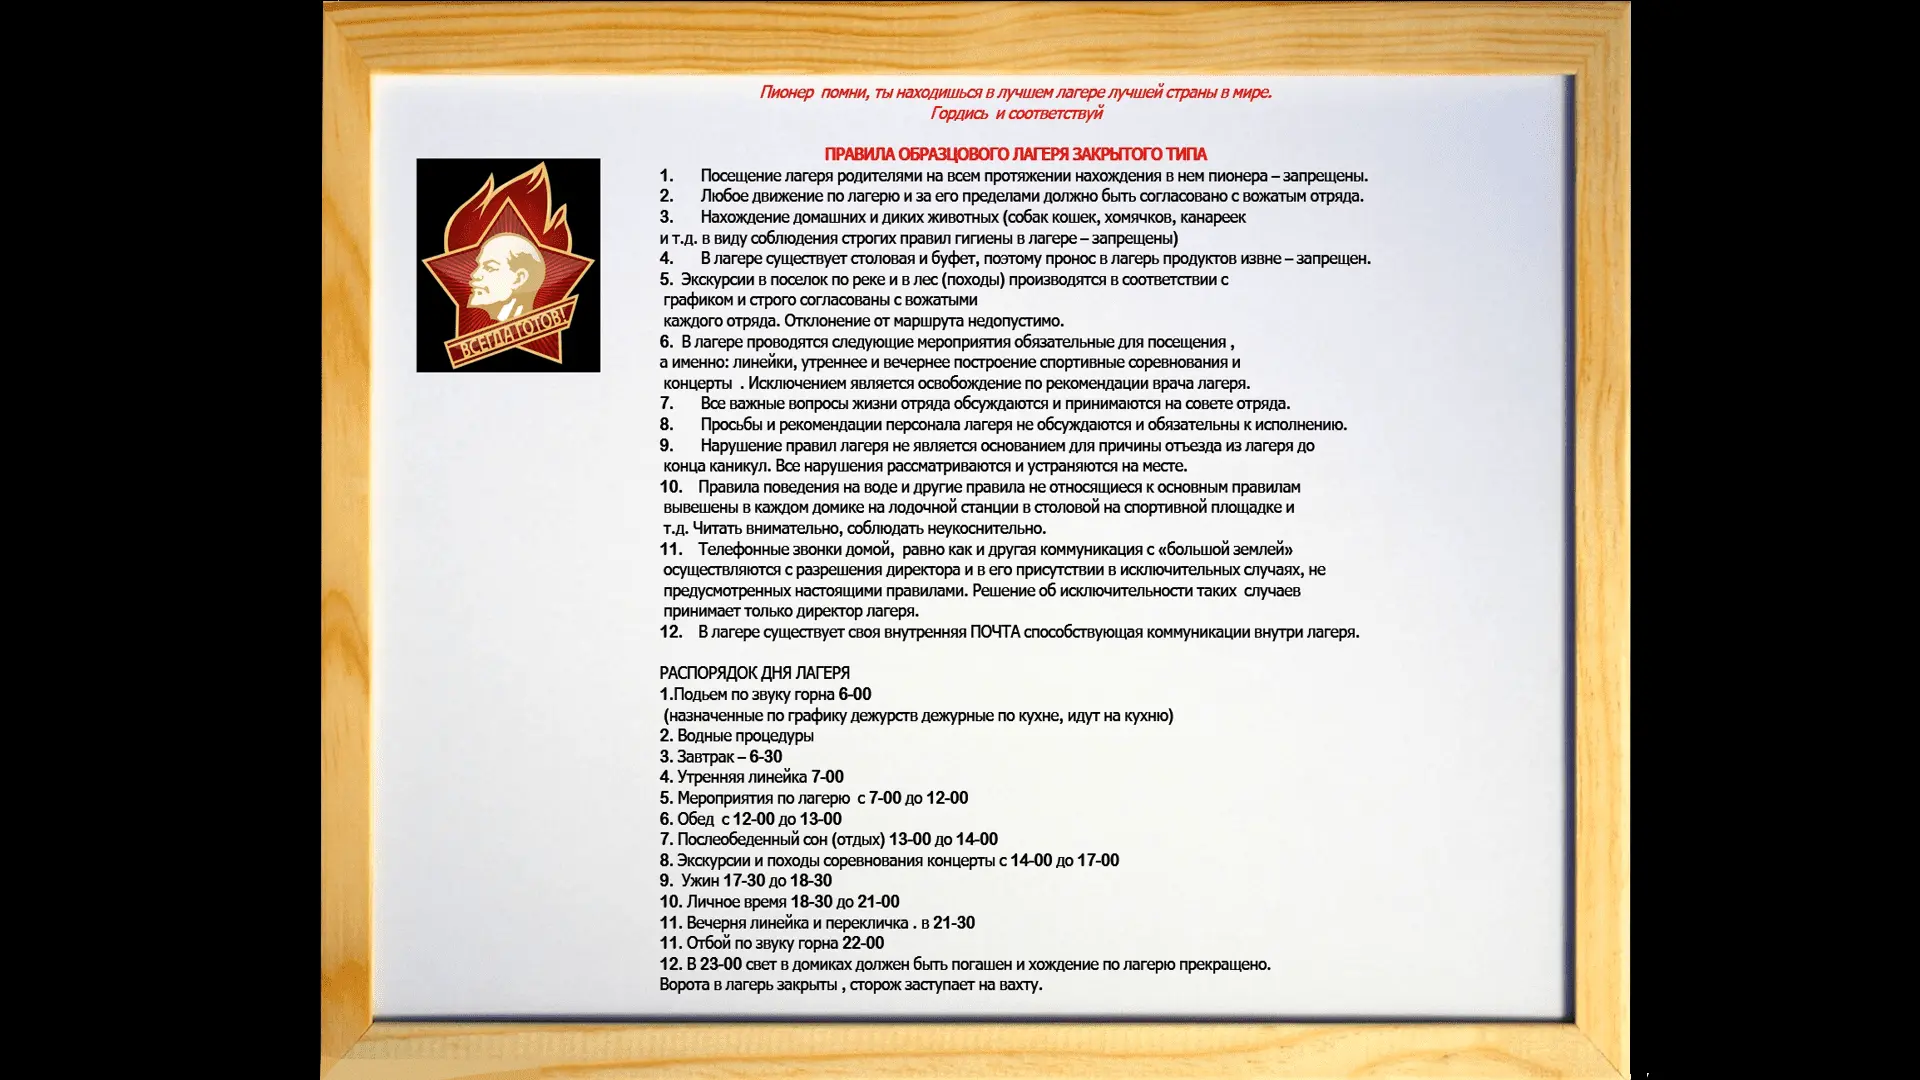 Пионер помни, ты находишься в лучшем лагере лучшей страны в мире.
Гордись и соответствуй
ПРАВИЛА ОБРАЗЦОВОГО ЛАГЕРЯ ЗАКРЫТОГО ТИПА
1. Посещение лагеря родителями на всем протяжении нахождения в нем пионера – запрещены.
2. Любое движение по лагерю и за его пределами должно быть согласовано с вожатым отряда.
3. Нахождение домашних и диких животных (собак кошек, хомячков, канареек
и т.д. в виду соблюдения строгих правил гигиены в лагере – запрещены)
4. В лагере существует столовая и буфет, поэтому пронос в лагерь продуктов извне – запрещен.
5. Экскурсии в поселок по реке и в лес (походы) производятся в соответствии с
графиком и строго согласованы с вожатыми
каждого отряда. Отклонение от маршрута недопустимо.
6. В лагере проводятся следующие мероприятия обязательные для посещения ,
а именно: линейки, утреннее и вечернее построение спортивные соревнования и
концерты . Исключением является освобождение по рекомендации врача лагеря.
7. Все важные вопросы жизни отряда обсуждаются и принимаются на совете отряда.
8. Просьбы и рекомендации персонала лагеря не обсуждаются и обязательны к исполнению.
9. Нарушение правил лагеря не является основанием для причины отъезда из лагеря до
конца каникул. Все нарушения рассматриваются и устраняются на месте.
10. Правила поведения на воде и другие правила не относящиеся к основным правилам
вывешены в каждом домике на лодочной станции в столовой на спортивной площадке и
т.д. Читать внимательно, соблюдать неукоснительно.
11. Телефонные звонки домой, равно как и другая коммуникация с «большой землей»
осуществляются с разрешения директора и в его присутствии в исключительных случаях, не
предусмотренных настоящими правилами. Решение об исключительности таких случаев
принимает только директор лагеря.
12. В лагере существует своя внутренняя ПОЧТА способствующая коммуникации внутри лагеря.
РАСПОРЯДОК ДНЯ ЛАГЕРЯ
1.Подьем по звуку горна 6-00
(назначенные по графику дежурств дежурные по кухне, идут на кухню)
2. Водные процедуры
3. Завтрак – 6-30
4. Утренняя линейка 7-00
5. Мероприятия по лагерю с 7-00 до 12-00
6. Обед с 12-00 до 13-00
7. Послеобеденный сон (отдых) 13-00 до 14-00
8. Экскурсии и походы соревнования концерты с 14-00 до 17-00
9. Ужин 17-30 до 18-30
10. Личное время 18-30 до 21-00
11. Вечерня линейка и перекличка . в 21-30
11. Отбой по звуку горна 22-00
12. В 23-00 свет в домиках должен быть погашен и хождение по лагерю прекращено.
Ворота в лагерь закрыты , сторож заступает на вахту.
ВСЕГДА ГОТОВ!